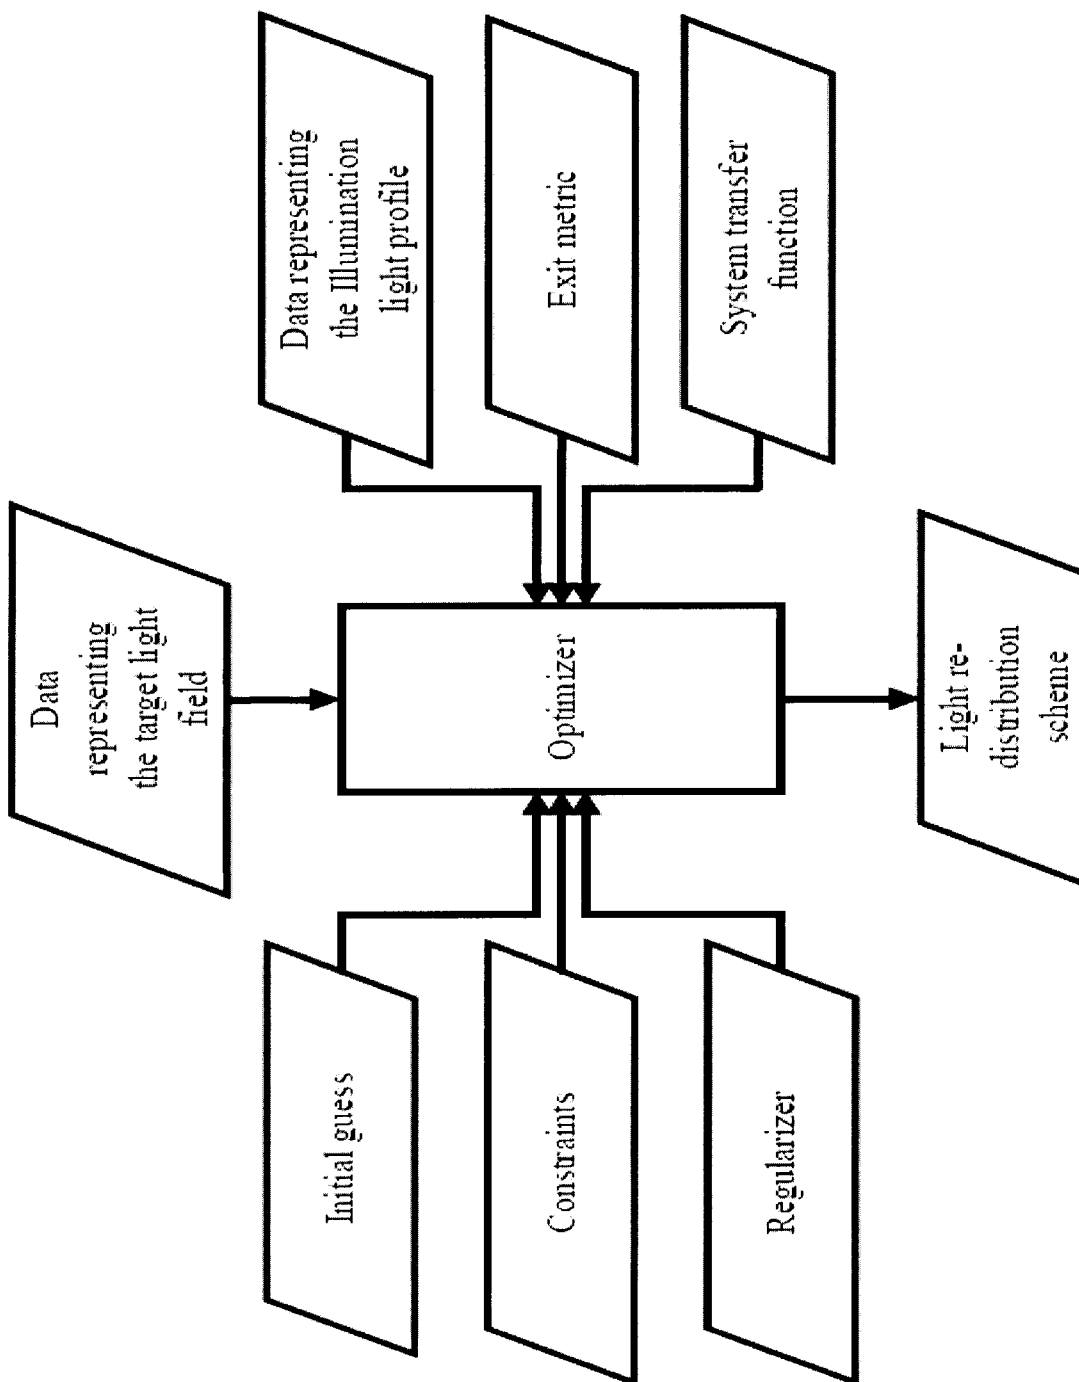 Data
representing
the target light
field
Initial guess
Constraints
Regularizer
Optimizer
Data representing
the Illumination
light profile
Exit metric
System transfer
function
Light re-
distribution
scheme